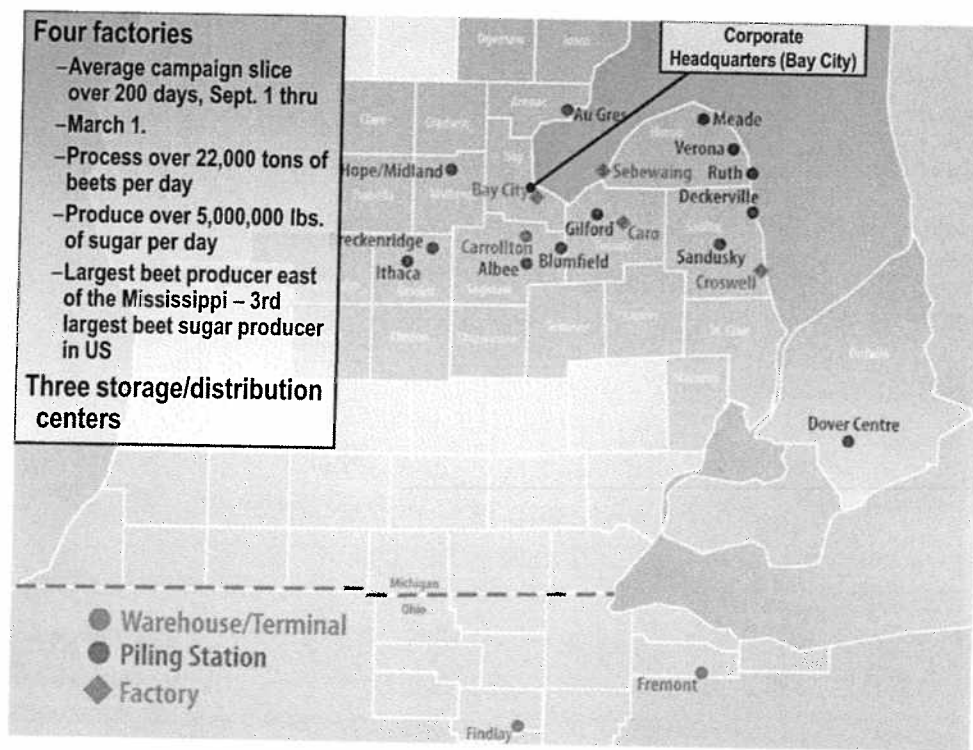 Four factories
–Average campaign slice
over 200 days, Sept. 1 thru
–March 1.
–Process over 22,000 tons of
beets per day
–Produce over 5,000,000 lbs.
of sugar per day
–Largest beet producer east
of the Mississippi – 3rd
largest beet sugar producer
in US
Three storage/distribution
centers
Corporate
Headquarters (Bay City)
Au Gres
Meade
Verona
Hope/Midland
Sebewaing
Ruth
Bay City
Deckerville
Gilford
Caro
reckenridge
Carrollton
Blumfield
Sandusky
Ithaca
Albee
Croswell
Dover Centre
Michigan
Ohio
Warehouse/Terminal
Piling Station
Factory
Fremont
Findlay